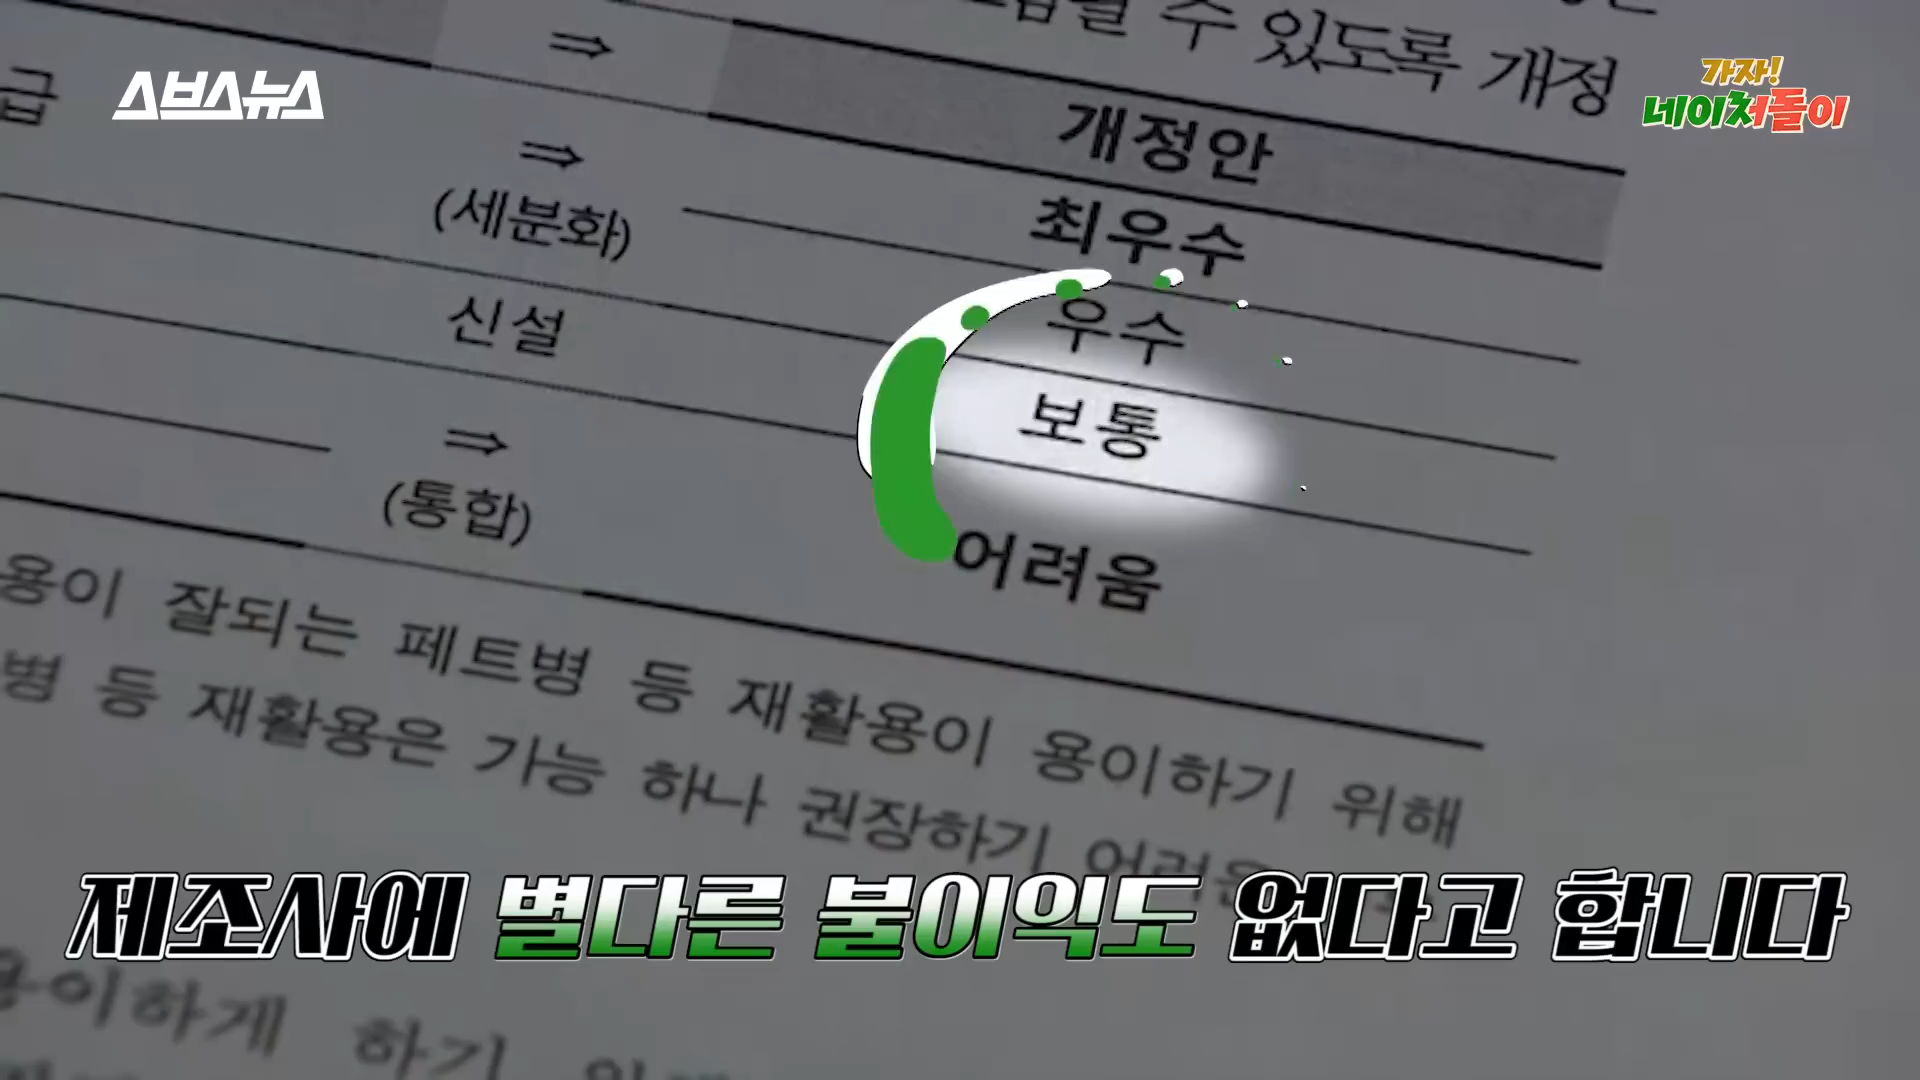 수 있도록 개정
스브스뉴스
가자!
네이처돌이
⇒
개정안
급
⇒
(세분화)
최우수
우수
신설
보통
⇒
(통합)
어려움
용이 잘되는 페트병 등 재활용이 용이하기 위해
병 등 재활용은 가능 하나 권장하기 어려운
제조사에 별다른 불이익도 없다고 합니다
용이하게 하기